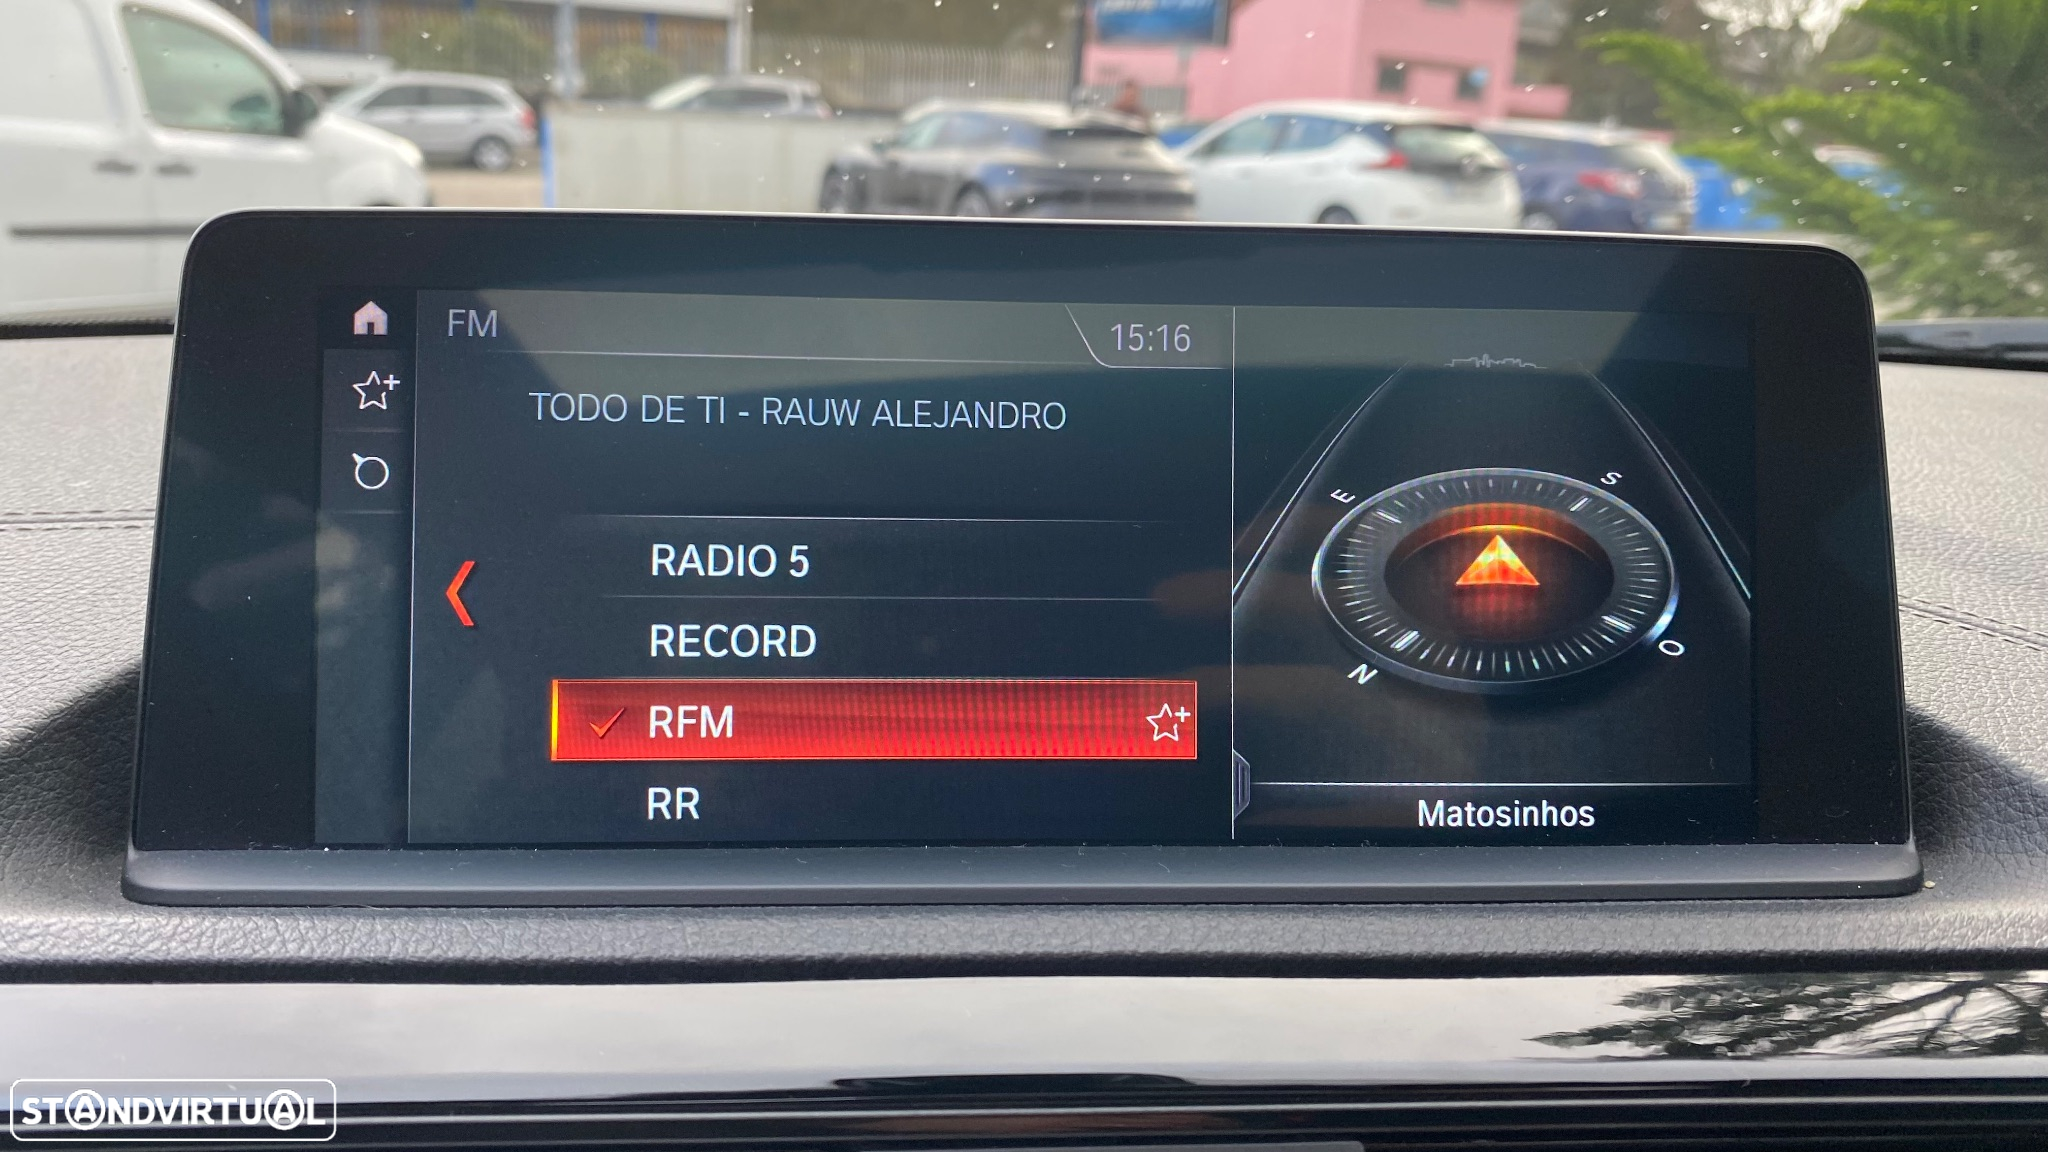 FM
15:16
TODO DE TI - RAUW ALEJANDRO
RADIO 5
RECORD
RFM
RR
E
S
N
O
Matosinhos
STANDVIRTUAL